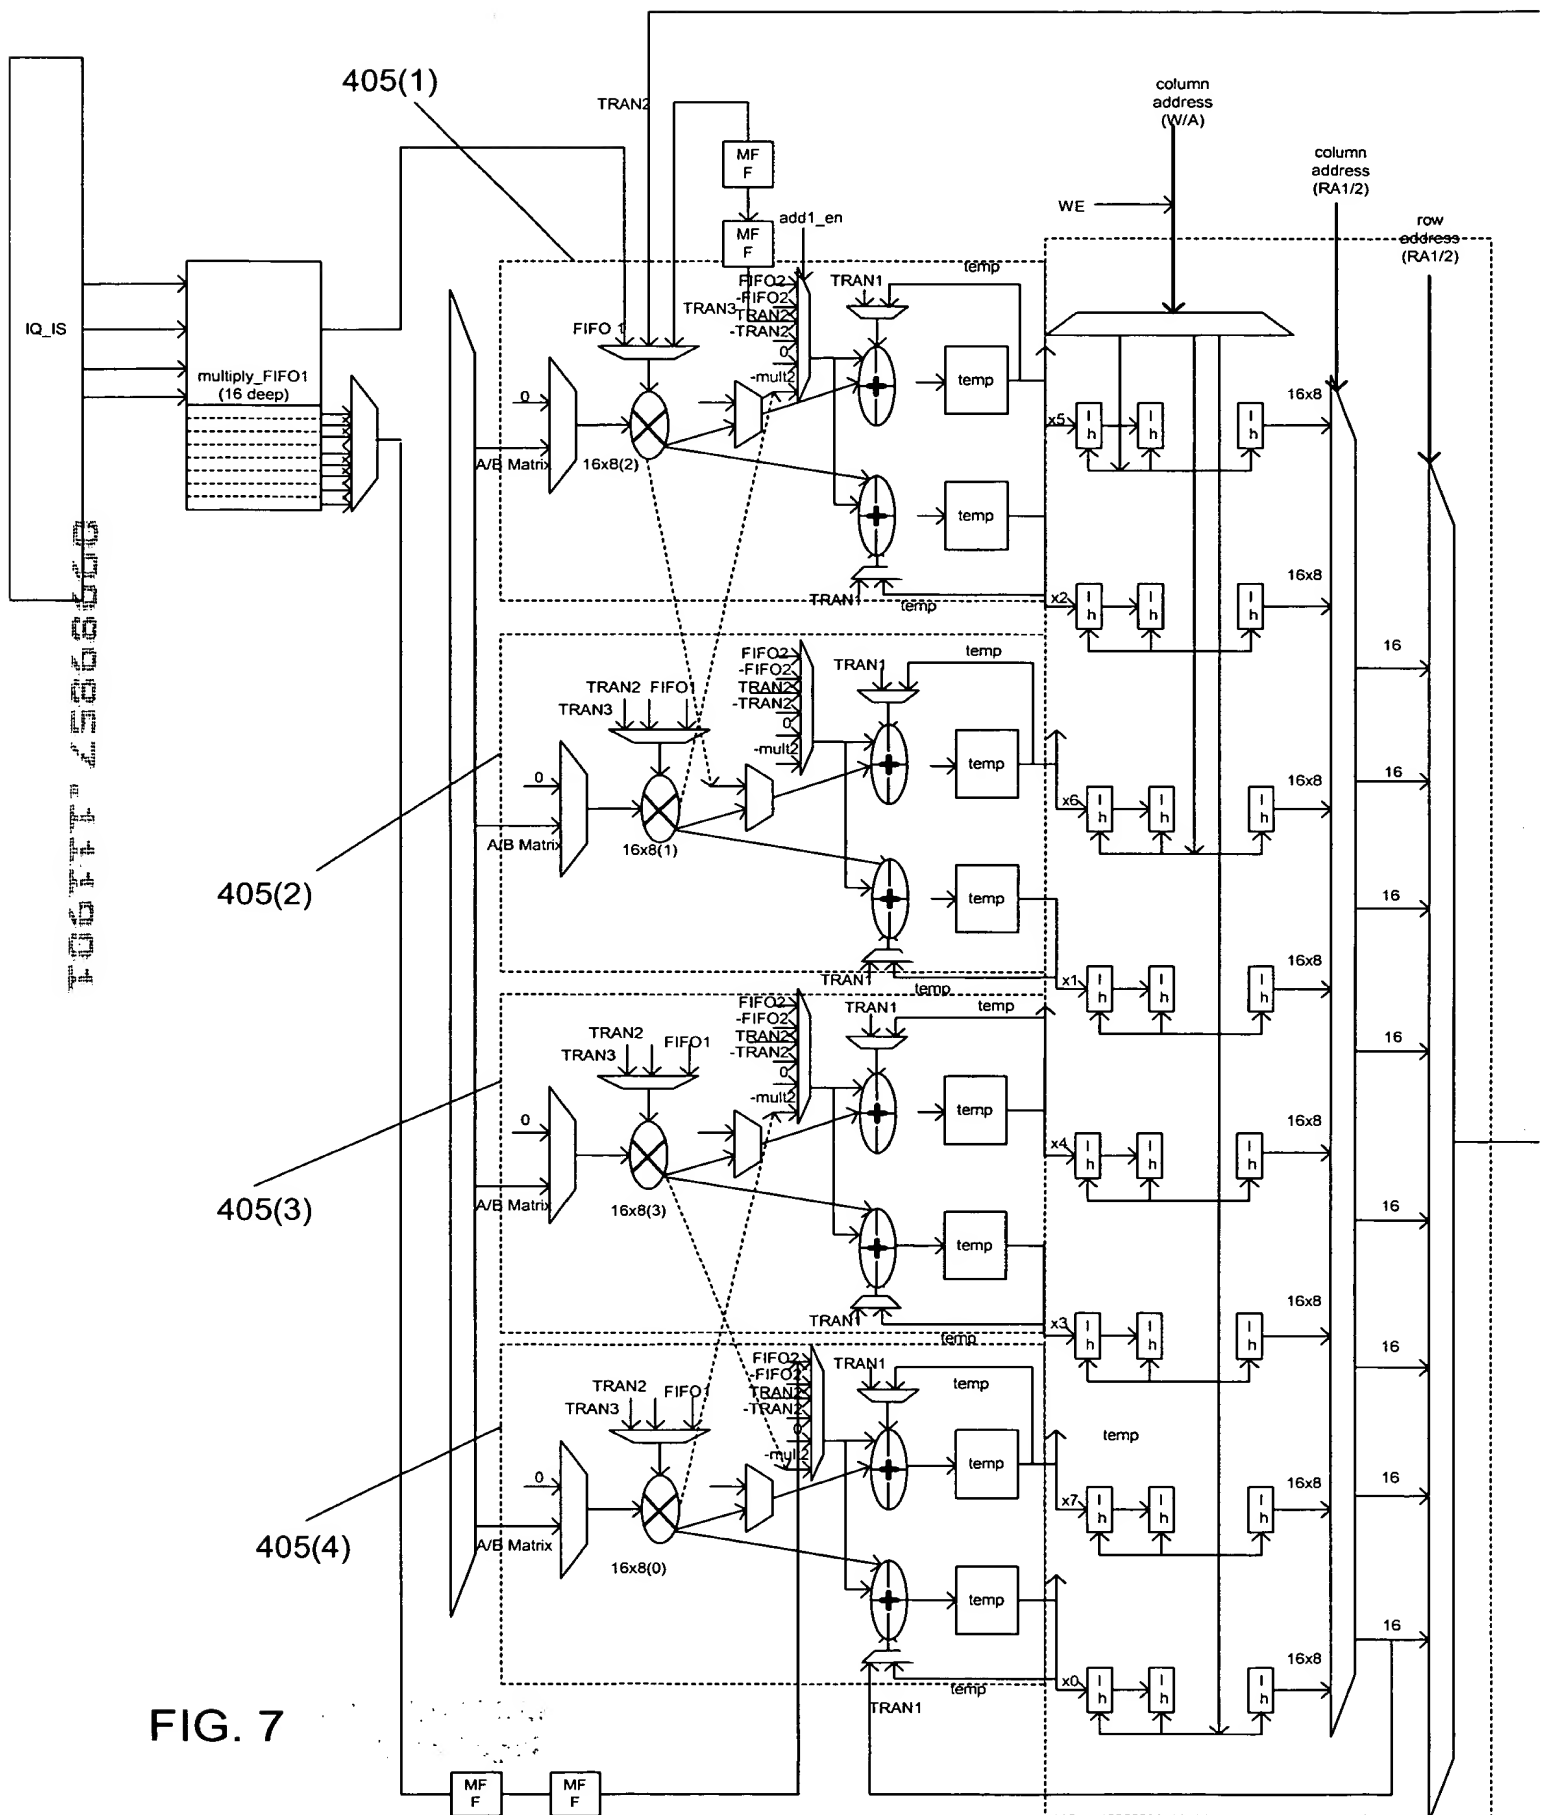 405(1)
TRAN2
column
address
(W/A)
MF
F
column
address
(RA1/2)
WE
row
address
(RA1/2)
MF
F
add1_en
IQ_IS
multiply_FIFO1
(16 deep)
FIFO 1
TRAN3
FIFO2
-FIFO2
TRAN2
-TRAN2
0
-mult2
TRAN1
temp
temp
0
A/B Matrix
16x8(2)
temp
TRAN1
temp
x5
l
h
l
h
l
h
16x8
x2
l
h
l
h
l
h
16x8
16
405(2)
TRAN2
FIFO1
TRAN3
FIFO2
-FIFO2
TRAN2
-TRAN2
0
-mult2
TRAN1
temp
temp
0
A/B Matrix
16x8(1)
temp
TRAN1
temp
x6
l
h
l
h
l
h
16x8
16
x1
l
h
l
h
l
h
16x8
16
405(3)
TRAN2
FIFO1
TRAN3
FIFO2
-FIFO2
TRAN2
-TRAN2
0
-mult2
TRAN1
temp
temp
0
A/B Matrix
16x8(3)
temp
TRAN1
temp
x4
l
h
l
h
l
h
16x8
16
x3
l
h
l
h
l
h
16x8
16
405(4)
TRAN2
FIFO1
TRAN3
FIFO2
-FIFO2
TRAN2
-TRAN2
0
-mult2
TRAN1
temp
temp
temp
0
A/B Matrix
16x8(0)
temp
TRAN1
temp
x7
l
h
l
h
l
h
16x8
16
16
x0
l
h
l
h
l
h
16x8
16
FIG. 7
MF
F
MF
F